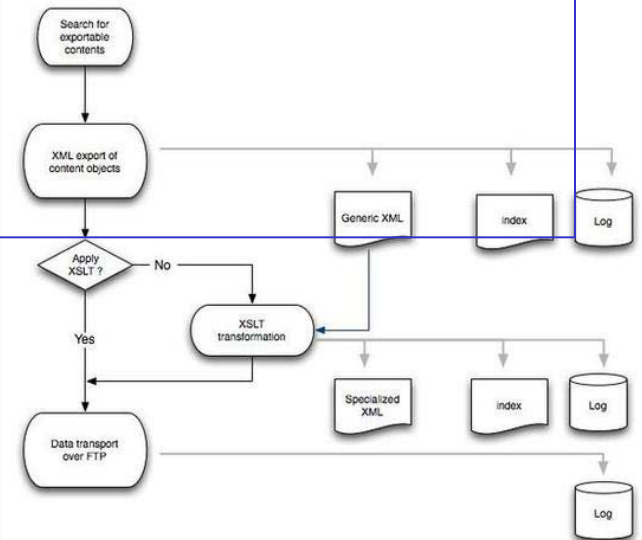 Search for
exportable
contents
XML export of
content objects
Generic XML
index
Log
Apply
XSLT ?
No
XSLT
transformation
Yes
Specialized
XML
index
Log
Data transport
over FTP
Log